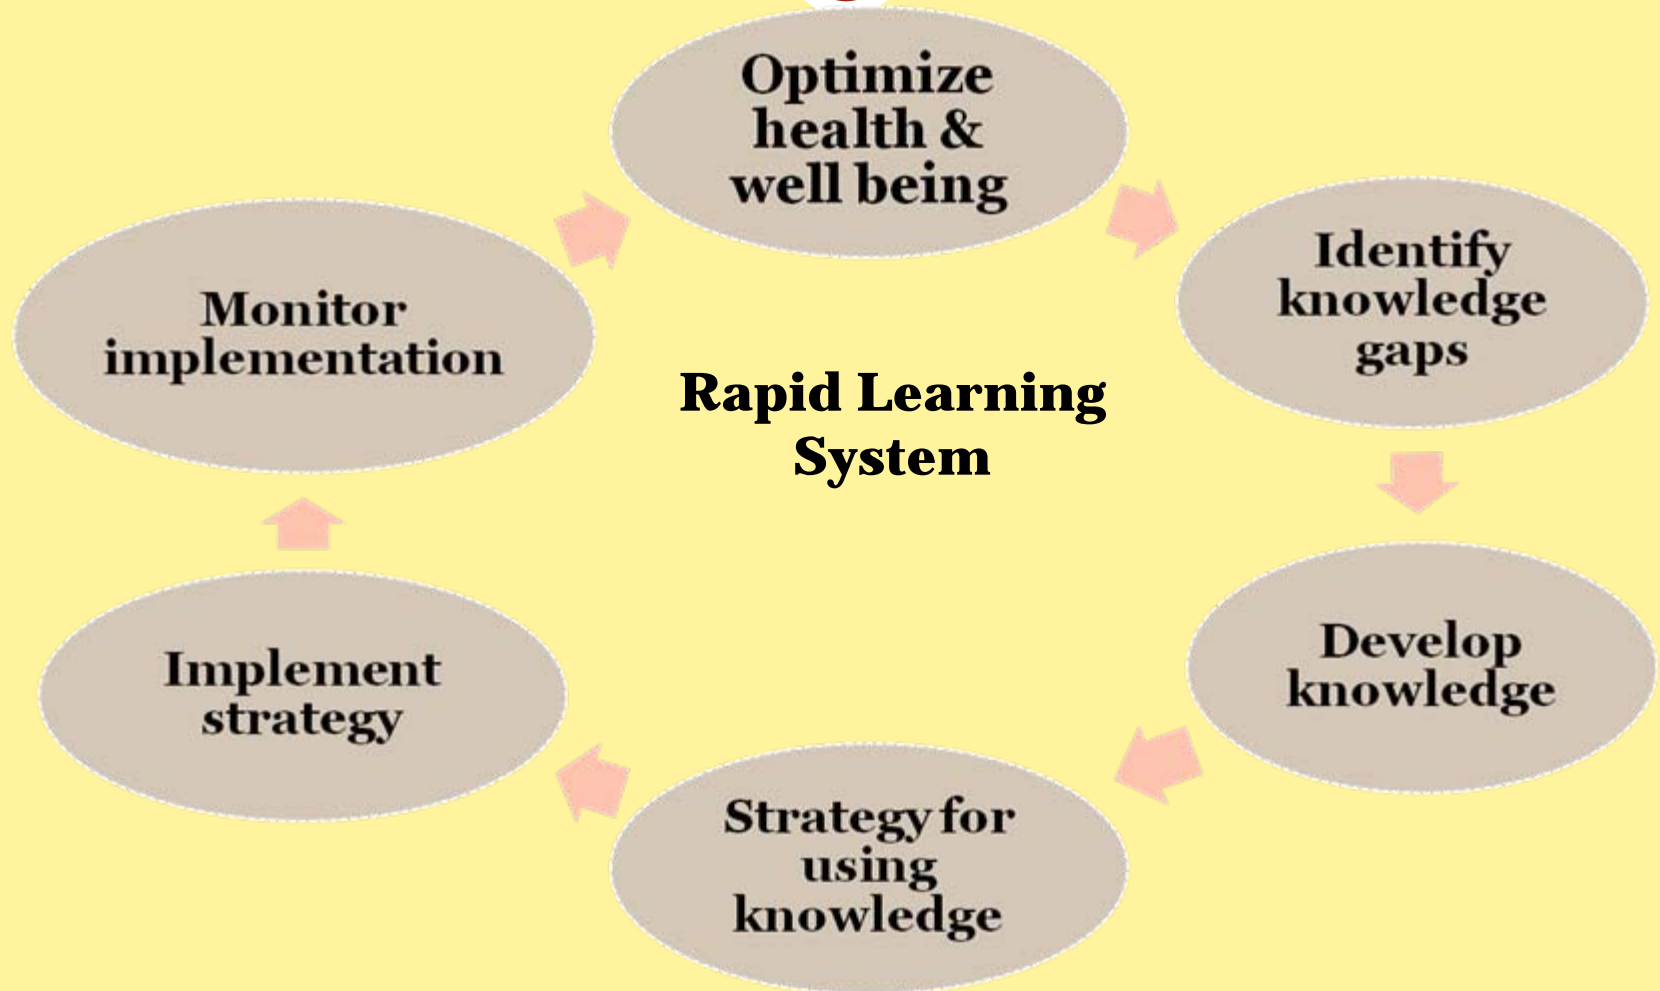 Optimize
health &
well being
Identify
knowledge
gaps
Develop
knowledge
Strategy for
using
knowledge
Implement
strategy
Monitor
implementation
Rapid Learning
System